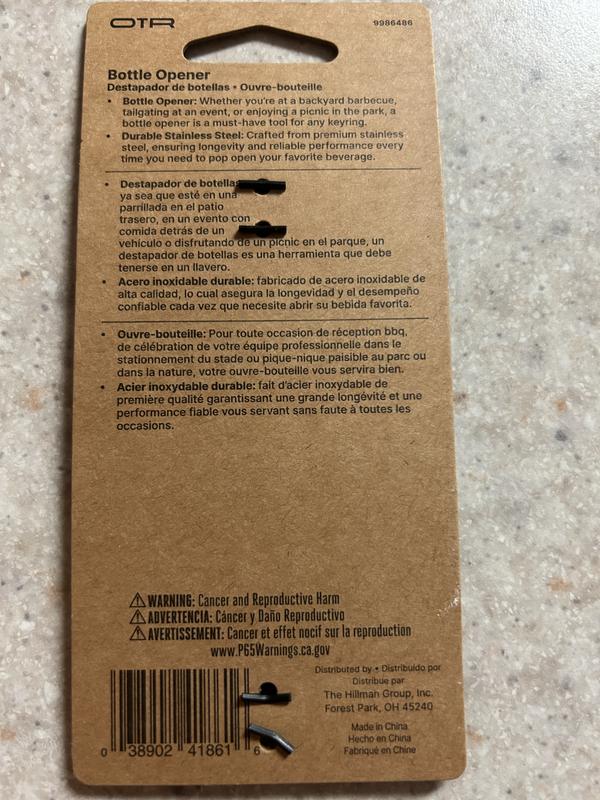 OTR
9986486
Bottle Opener
Destapador de botellas • Ouvre-bouteille
• Bottle Opener: Whether you're at a backyard barbecue,
tailgating at an event, or enjoying a picnic in the park, a
bottle opener is a must-have tool for any keyring.
• Durable Stainless Steel: Crafted from premium stainless
steel, ensuring longevity and reliable performance every
time you need to pop open your favorite beverage.
• Destapador de botellas
ya sea que esté en una
parrillada en el patio
trasero, en un evento con
comida detrás de un
vehículo o disfrutando de un picnic en el parque, un
destapador de botellas es una herramienta que debe
tenerse en un llavero.
• Acero inoxidable durable: fabricado de acero inoxidable de
alta calidad, lo cual asegura la longevidad y el desempeño
confiable cada vez que necesite abrir su bebida favorita.
• Ouvre-bouteille: Pour toute occasion de réception bbq,
de célébration de votre équipe professionnelle dans le
stationnement du stade ou pique-nique paisible au parc ou
dans la nature, votre ouvre-bouteille vous servira bien.
• Acier inoxydable durable: fait d'acier inoxydable de
première qualité garantissant une grande longévité et une
performance fiable vous servant sans faute à toutes les
occasions.
⚠ WARNING: Cancer and Reproductive Harm
⚠ ADVERTENCIA: Cáncer y Daño Reproductivo
⚠ AVERTISSEMENT: Cancer et effet nocif sur la reproduction
www.P65Warnings.ca.gov
Distributed by • Distribuido por
Distribue par
The Hillman Group, Inc.
Forest Park, OH 45240
Made in China
Hecho en China
Fabriqué en Chine
0 38902 41861 6